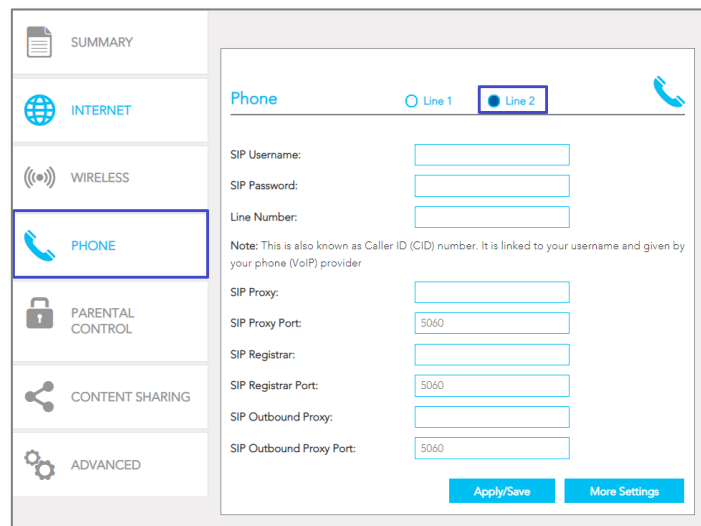 SUMMARY
INTERNET
WIRELESS
PHONE
PARENTAL
CONTROL
CONTENT SHARING
ADVANCED
Phone
Line 1
Line 2
SIP Username:
SIP Password:
Line Number:
Note: This is also known as Caller ID (CID) number. It is linked to your username and given by
your phone (VoIP) provider
SIP Proxy:
SIP Proxy Port: 5060
SIP Registrar:
SIP Registrar Port: 5060
SIP Outbound Proxy:
SIP Outbound Proxy Port: 5060
Apply/Save
More Settings